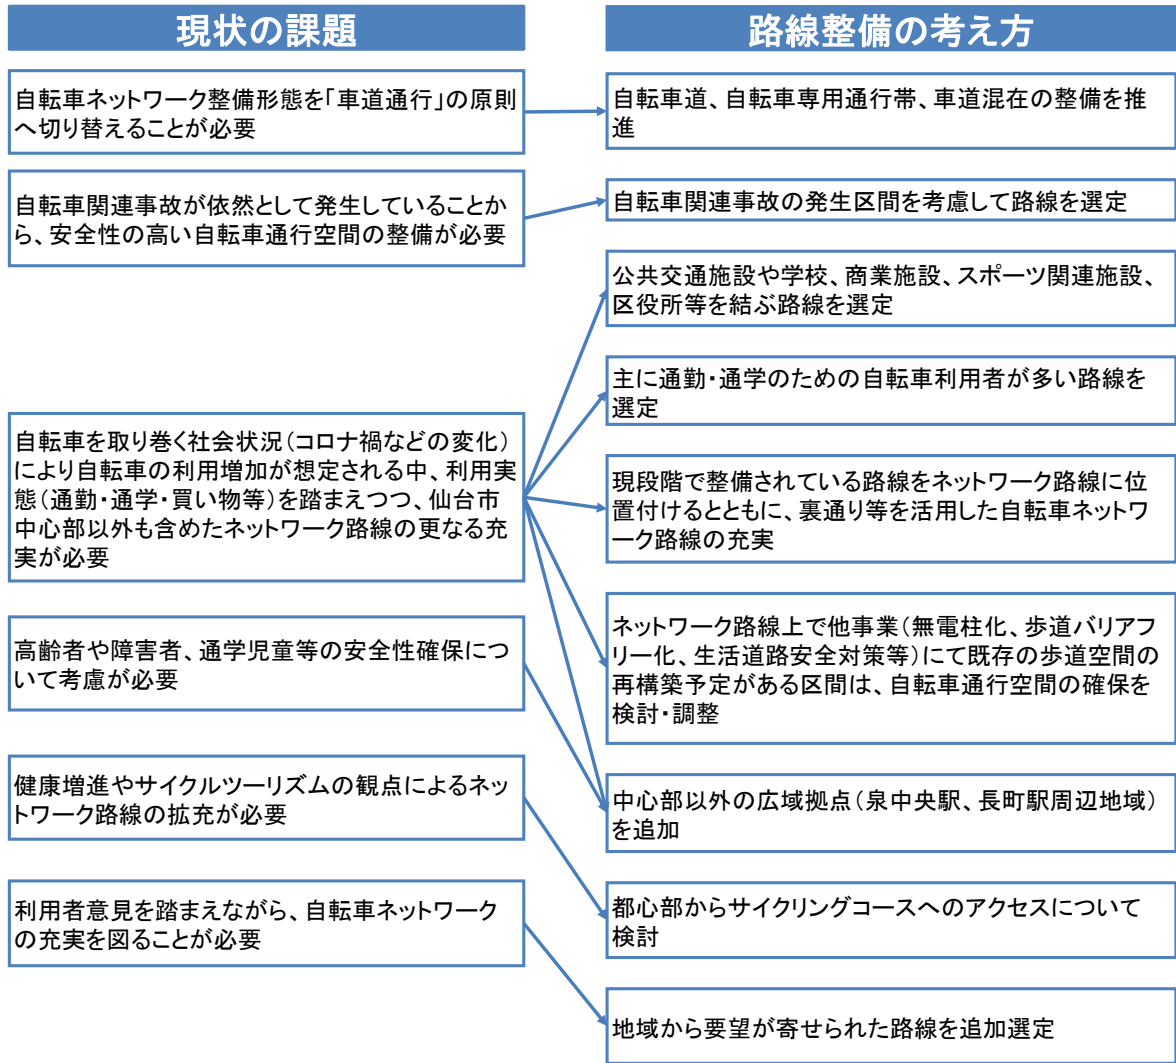 現状の課題
自転車ネットワーク整備形態を「車道通行」の原則
へ切り替えることが必要
自転車関連事故が依然として発生していることか
ら、安全性の高い自転車通行空間の整備が必要
自転車を取り巻く社会状況（コロナ禍などの変化）
により自転車の利用増加が想定される中、利用実
態（通勤・通学・買い物等）を踏まえつつ、仙台市
中心部以外も含めたネットワーク路線の更なる充
実が必要
高齢者や障害者、通学児童等の安全性確保につ
いて考慮が必要
健康増進やサイクルツーリズムの観点によるネッ
トワーク路線の拡充が必要
利用者意見を踏まえながら、自転車ネットワーク
の充実を図ることが必要
路線整備の考え方
自転車道、自転車専用通行帯、車道混在の整備を推
進
自転車関連事故の発生区間を考慮して路線を選定
公共交通施設や学校、商業施設、スポーツ関連施設、
区役所等を結ぶ路線を選定
主に通勤・通学のための自転車利用者が多い路線を
選定
現段階で整備されている路線をネットワーク路線に位
置付けるとともに、裏通り等を活用した自転車ネットワ
ーク路線の充実
ネットワーク路線上で他事業（無電柱化、歩道バリアフ
リー化、生活道路安全対策等）にて既存の歩道空間の
再構築予定がある区間は、自転車通行空間の確保を
検討・調整
中心部以外の広域拠点（泉中央駅、長町駅周辺地域）
を追加
都心部からサイクリングコースへのアクセスについて
検討
地域から要望が寄せられた路線を追加選定